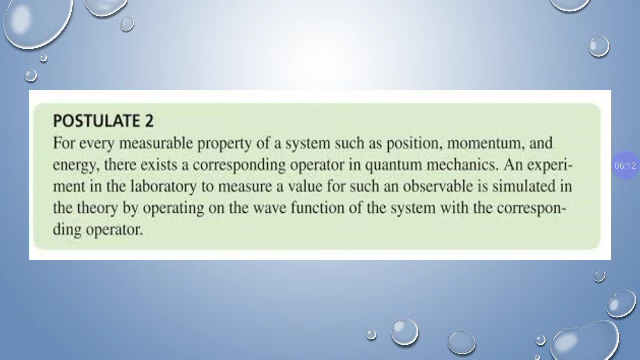 POSTULATE 2
For every measurable property of a system such as position, momentum, and
energy, there exists a corresponding operator in quantum mechanics. An experi-
ment in the laboratory to measure a value for such an observable is simulated in
the theory by operating on the wave function of the system with the correspon-
ding operator.
06:12